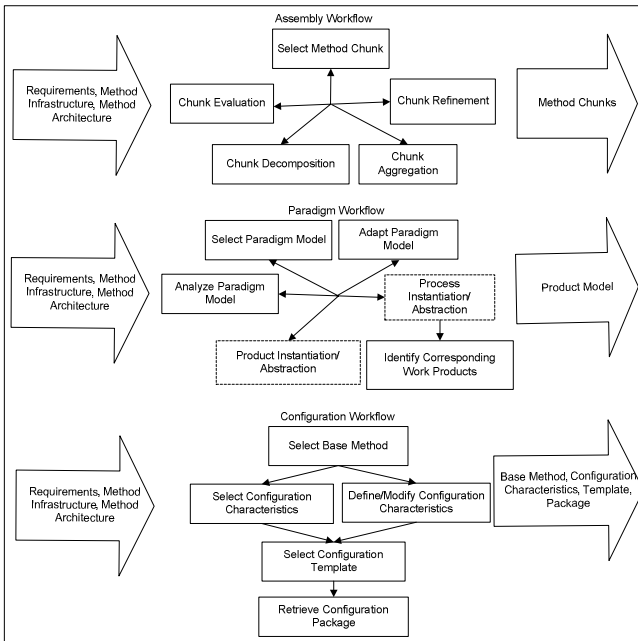 Assembly Workflow
Select Method Chunk
Requirements, Method
Infrastructure, Method
Architecture
Chunk Evaluation
Chunk Refinement
Method Chunks
Chunk Decomposition
Chunk
Aggregation
Paradigm Workflow
Select Paradigm Model
Adapt Paradigm
Model
Requirements, Method
Infrastructure, Method
Architecture
Analyze Paradigm
Model
Process
Instantiation/
Abstraction
Product Model
Product Instantiation/
Abstraction
Identify Corresponding
Work Products
Configuration Workflow
Select Base Method
Requirements, Method
Infrastructure, Method
Architecture
Select Configuration
Characteristics
Define/Modify Configuration
Characteristics
Base Method, Configuration
Characteristics, Template,
Package
Select Configuration
Template
Retrieve Configuration
Package